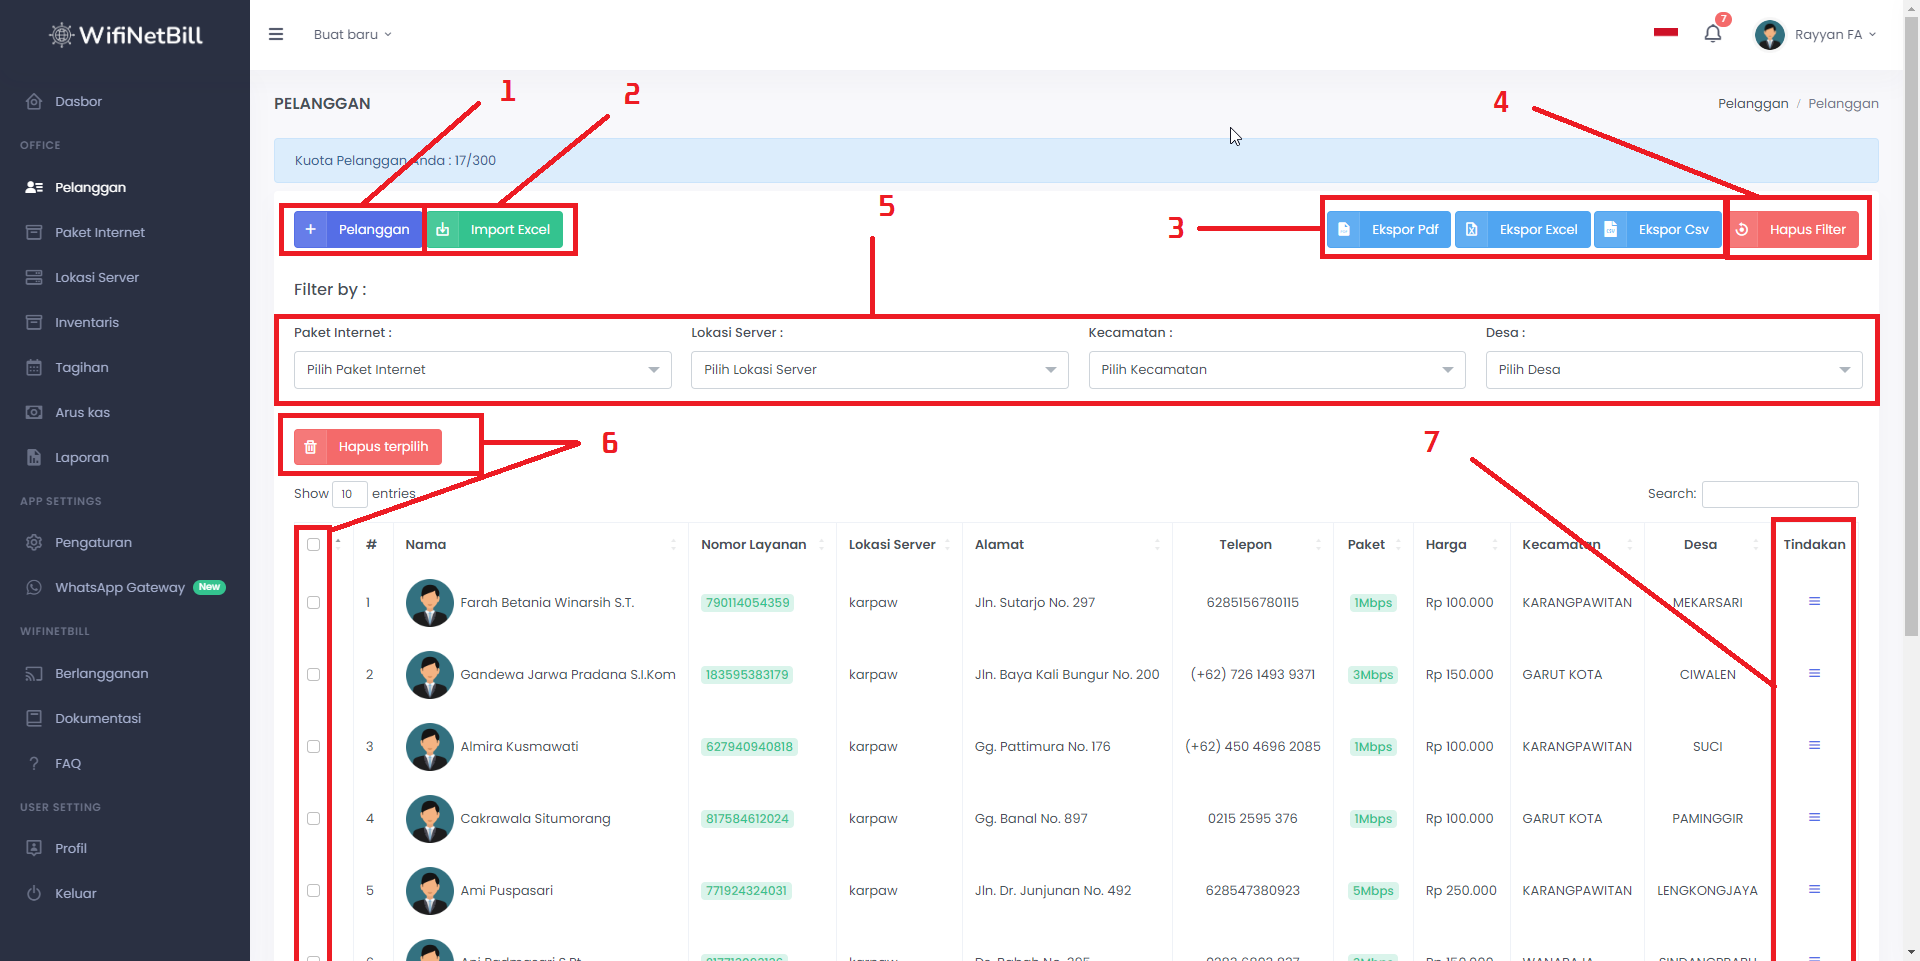 WifiNetBill
Buat baru
7
Rayyan FA
Dasbor
OFFICE
Pelanggan
Paket Internet
Lokasi Server
Inventaris
Tagihan
Arus kas
Laporan
APP SETTINGS
Pengaturan
WhatsApp Gateway New
WIFINETBILL
Berlangganan
Dokumentasi
? FAQ
USER SETTING
Profil
Keluar
PELANGGAN
1
2
4
Pelanggan / Pelanggan
Kuota Pelanggan Anda : 17/300
5
3
+ Pelanggan
Import Excel
Ekspor Pdf
Ekspor Excel
Ekspor Csv
Hapus Filter
Filter by :
Paket Internet : Lokasi Server : Kecamatan : Desa :
Pilih Paket Internet Pilih Lokasi Server Pilih Kecamatan Pilih Desa
Hapus terpilih
6
7
Show 10 entries
Search:
# Nama Nomor Layanan Lokasi Server Alamat Telepon Paket Harga Kecamatan Desa Tindakan
1 Farah Betania Winarsih S.T. 790114054359 karpaw Jln. Sutarjo No. 297 6285156780115 1Mbps Rp 100.000 KARANGPAWITAN MEKARSARI
2 Gandewa Jarwa Pradana S.I.Kom 183595383179 karpaw Jln. Baya Kali Bungur No. 200 (+62) 726 1493 9371 3Mbps Rp 150.000 GARUT KOTA CIWALEN
3 Almira Kusmawati 627940940818 karpaw Gg. Pattimura No. 176 (+62) 450 4696 2085 1Mbps Rp 100.000 KARANGPAWITAN SUCI
4 Cakrawala Situmorang 817584612024 karpaw Gg. Banal No. 897 0215 2595 376 1Mbps Rp 100.000 GARUT KOTA PAMINGGIR
5 Ami Puspasari 771924324031 karpaw Jln. Dr. Junjunan No. 492 628547380923 5Mbps Rp 250.000 KARANGPAWITAN LENGKONGJAYA